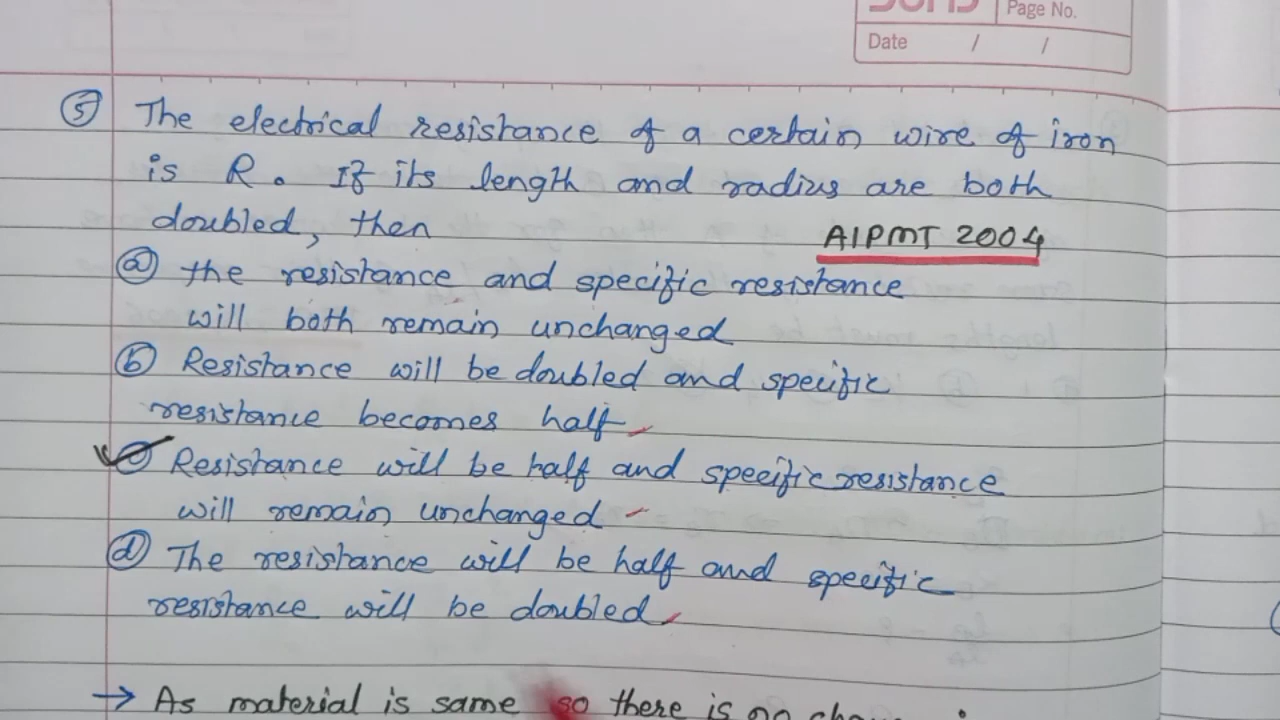 Page No.
Date / /
5 The electrical resistance of a certain wire of iron
is R. If its length and radius are both
doubled, then
AIPMT 2004
a the resistance and specific resistance
will both remain unchanged
b Resistance will be doubled and specific
resistance becomes half
c Resistance will be half and specific resistance
will remain unchanged
d The resistance will be half and specific
resistance will be doubled
→ As material is same so there is no